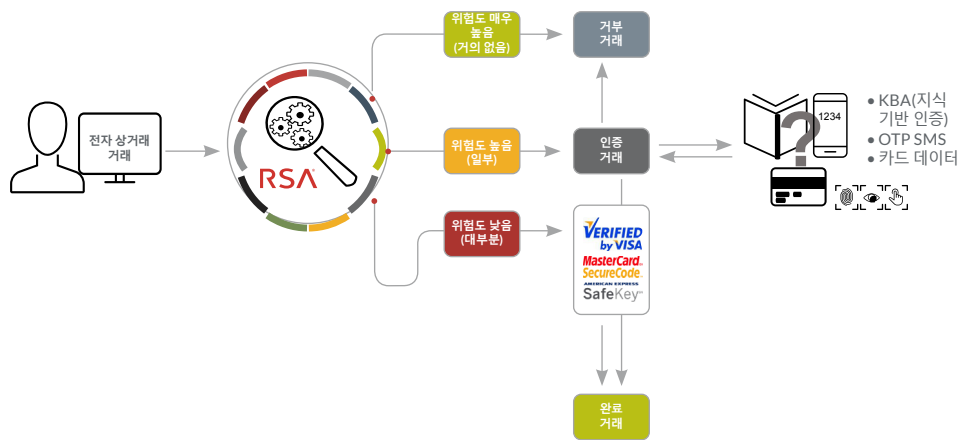 전자 상거래
거래
RSA
위험도 매우
높음
(거의 없음)
거부
거래
위험도 높음
(일부)
인증
거래
위험도 낮음
(대부분)
VERIFIED
by VISA
MasterCard
SecureCode
AMERICAN EXPRESS
SafeKey
완료
거래
?
1234
• KBA(지식
기반 인증)
• OTP SMS
• 카드 데이터